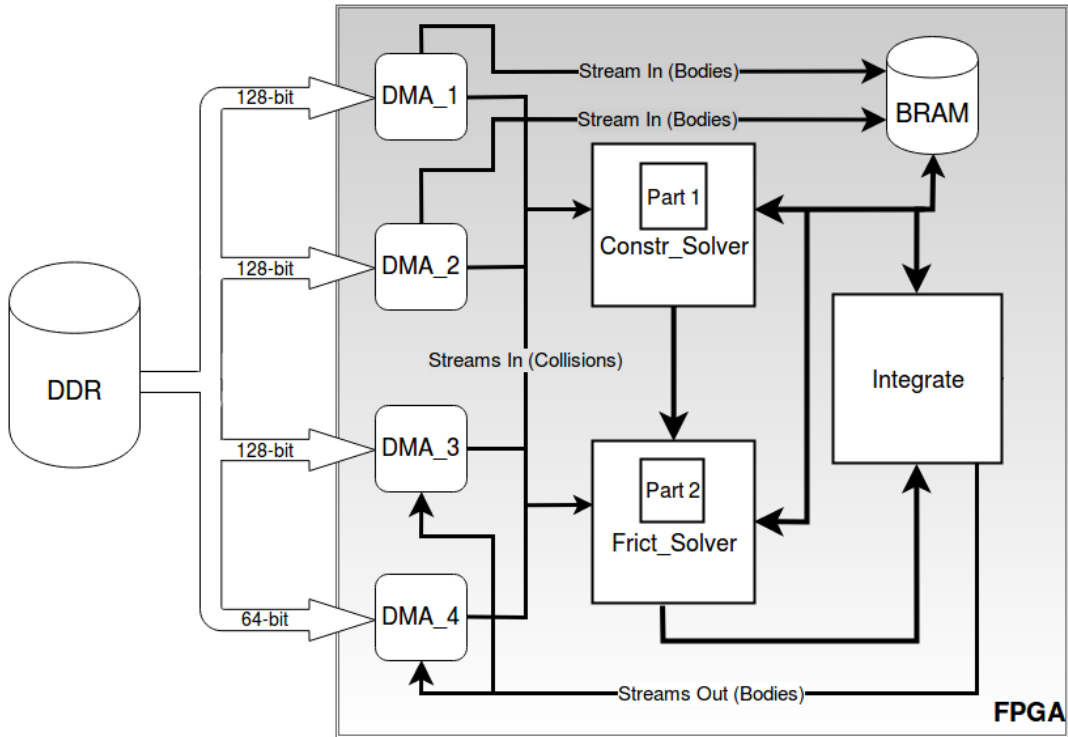 DMA_1
Stream In (Bodies)
BRAM
128-bit
Stream In (Bodies)
Part 1
Constr_Solver
DMA_2
128-bit
DDR
Streams In (Collisions)
Integrate
DMA_3
128-bit
Part 2
Frict_Solver
DMA_4
64-bit
Streams Out (Bodies)
FPGA